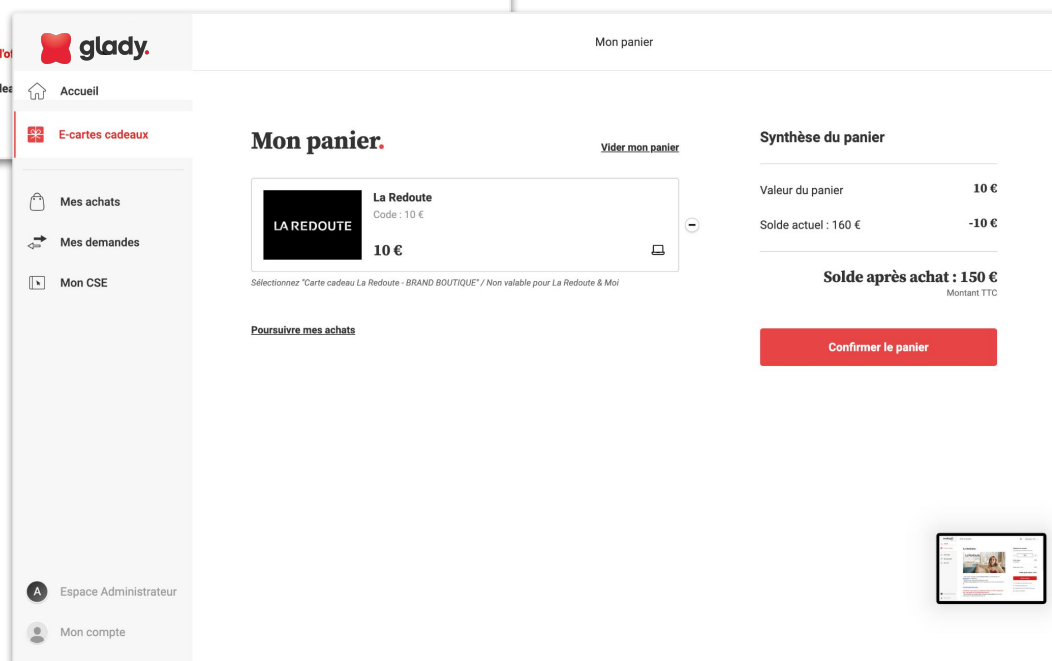 glady.
Mon panier
Accueil
E-cartes cadeaux
Mes achats
Mes demandes
Mon CSE
Espace Administrateur
Mon compte
A
Mon panier.
Vider mon panier
LA REDOUTE
La Redoute
Code : 10 €
10 €
Sélectionnez "Carte cadeau La Redoute - BRAND BOUTIQUE" / Non valable pour La Redoute & Moi
Poursuivre mes achats
Synthèse du panier
Valeur du panier 10 €
Solde actuel : 160 € -10 €
Solde après achat : 150 €
Montant TTC
Confirmer le panier